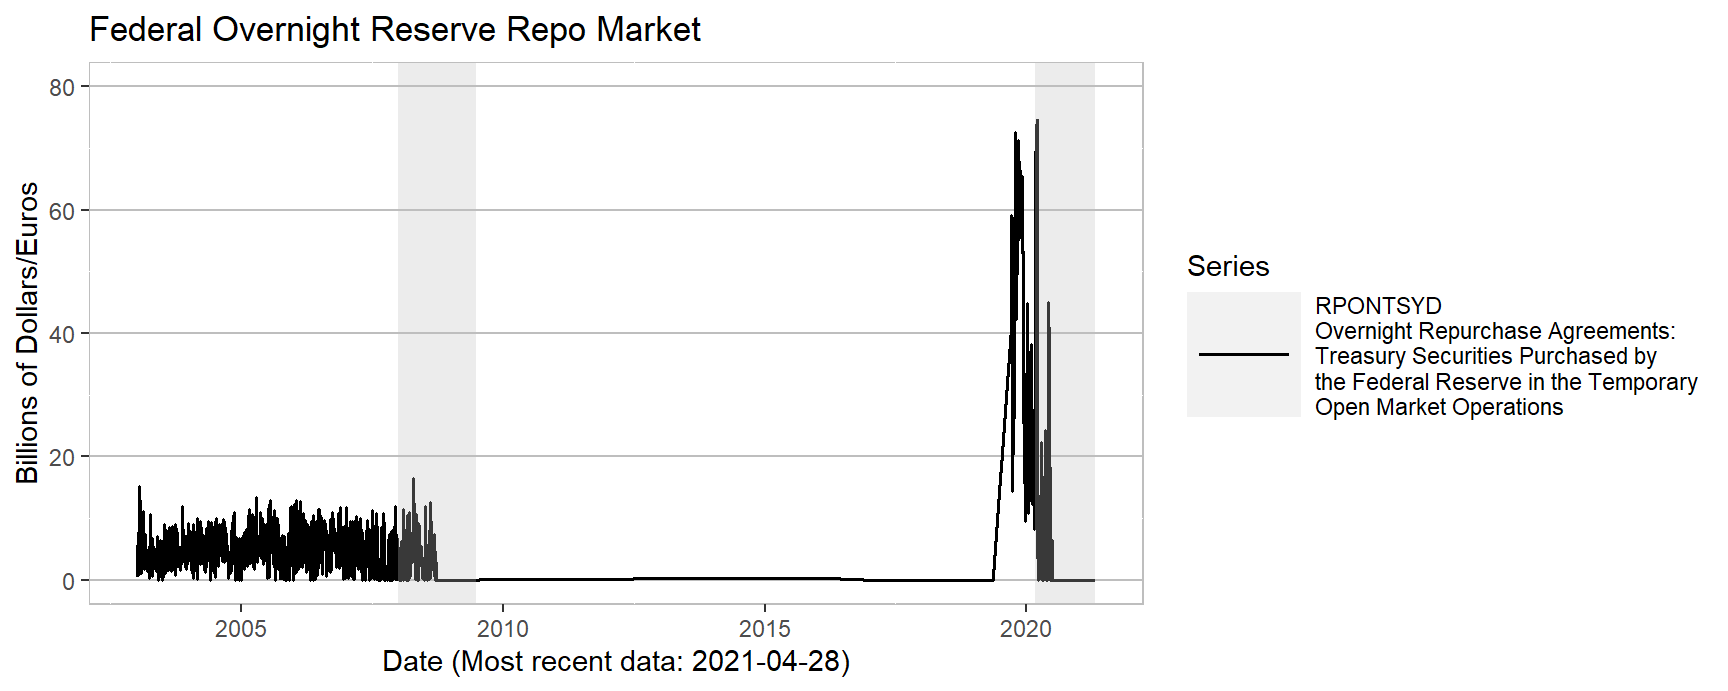 Federal Overnight Reserve Repo Market
Billions of Dollars/Euros
80
60
40
20
0
2005
2010
2015
2020
Date (Most recent data: 2021-04-28)
Series
RPONTSYD
Overnight Repurchase Agreements:
Treasury Securities Purchased by
the Federal Reserve in the Temporary
Open Market Operations